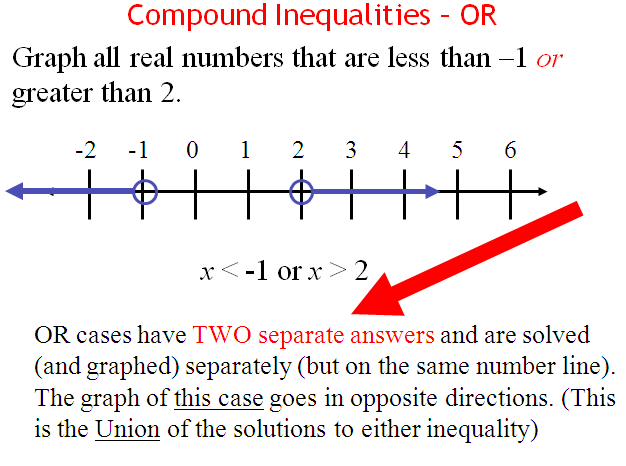 Compound Inequalities – OR
Graph all real numbers that are less than –1 or
greater than 2.
-2 -1 0 1 2 3 4 5 6
x < -1 or x > 2
OR cases have TWO separate answers and are solved
(and graphed) separately (but on the same number line).
The graph of this case goes in opposite directions. (This
is the Union of the solutions to either inequality)